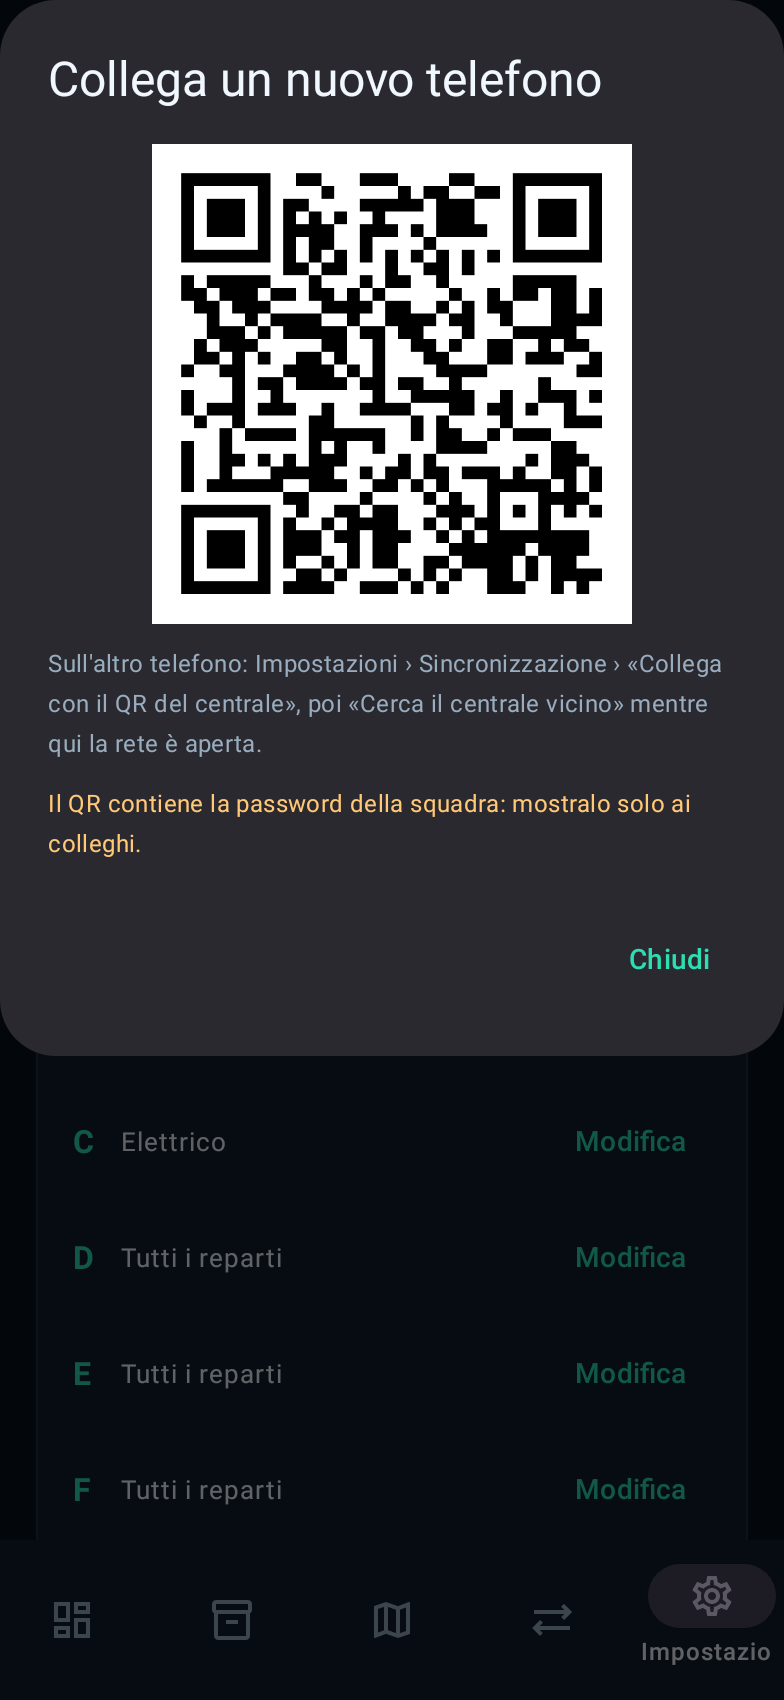 Collega un nuovo telefono
Sull'altro telefono: Impostazioni › Sincronizzazione › «Collega
con il QR del centrale», poi «Cerca il centrale vicino» mentre
qui la rete è aperta.
Il QR contiene la password della squadra: mostralo solo ai
colleghi.
Chiudi
C Elettrico Modifica
D Tutti i reparti Modifica
E Tutti i reparti Modifica
F Tutti i reparti Modifica
Impostazio